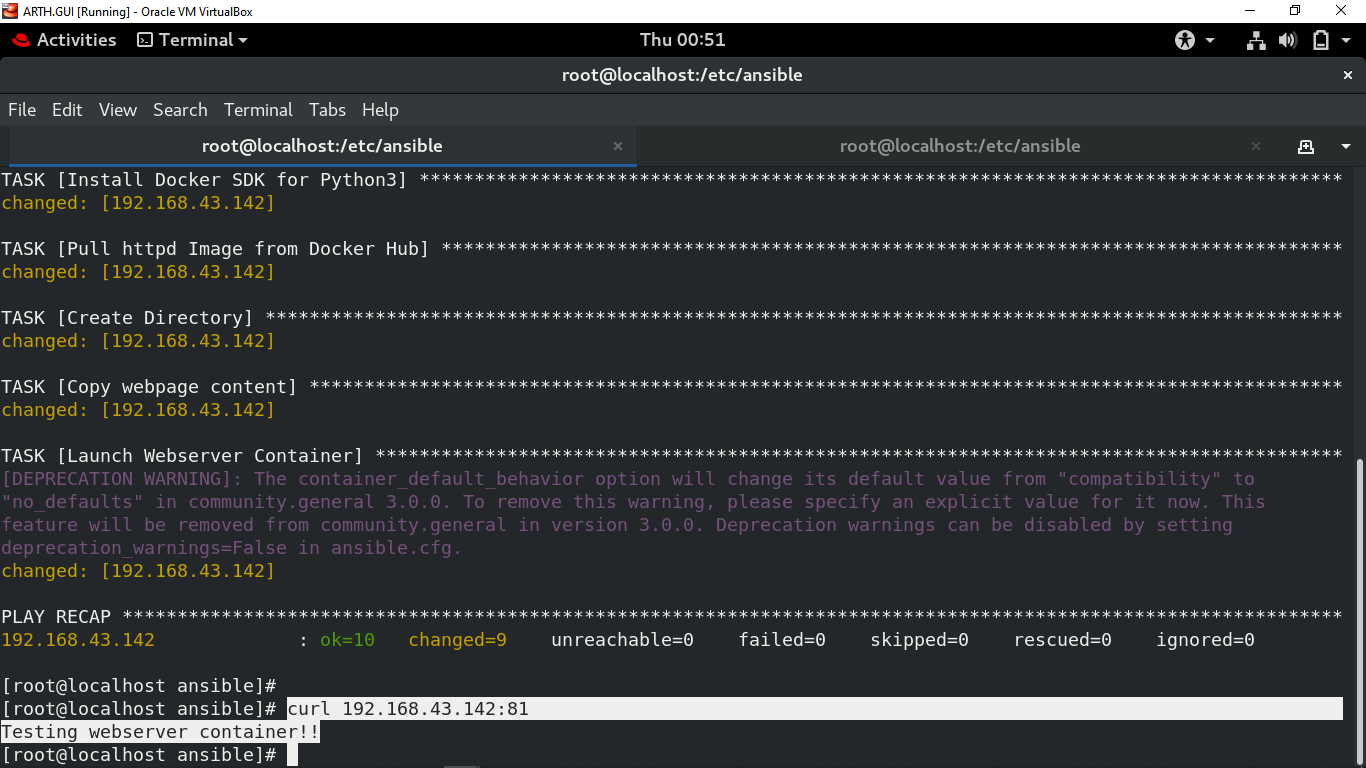 ARTH.GUI [Running] - Oracle VM VirtualBox
Activities Terminal Thu 00:51
root@localhost:/etc/ansible
File Edit View Search Terminal Tabs Help
root@localhost:/etc/ansible root@localhost:/etc/ansible
TASK [Install Docker SDK for Python3] ************************************************************************************
changed: [192.168.43.142]
TASK [Pull httpd Image from Docker Hub] **********************************************************************************
changed: [192.168.43.142]
TASK [Create Directory] **************************************************************************************************
changed: [192.168.43.142]
TASK [Copy webpage content] **********************************************************************************************
changed: [192.168.43.142]
TASK [Launch Webserver Container] ****************************************************************************************
[DEPRECATION WARNING]: The container_default_behavior option will change its default value from "compatibility" to
"no_defaults" in community.general 3.0.0. To remove this warning, please specify an explicit value for it now. This
feature will be removed from community.general in version 3.0.0. Deprecation warnings can be disabled by setting
deprecation_warnings=False in ansible.cfg.
changed: [192.168.43.142]
PLAY RECAP ***************************************************************************************************************
192.168.43.142 : ok=10 changed=9 unreachable=0 failed=0 skipped=0 rescued=0 ignored=0
[root@localhost ansible]#
[root@localhost ansible]# curl 192.168.43.142:81
Testing webserver container!!
[root@localhost ansible]#